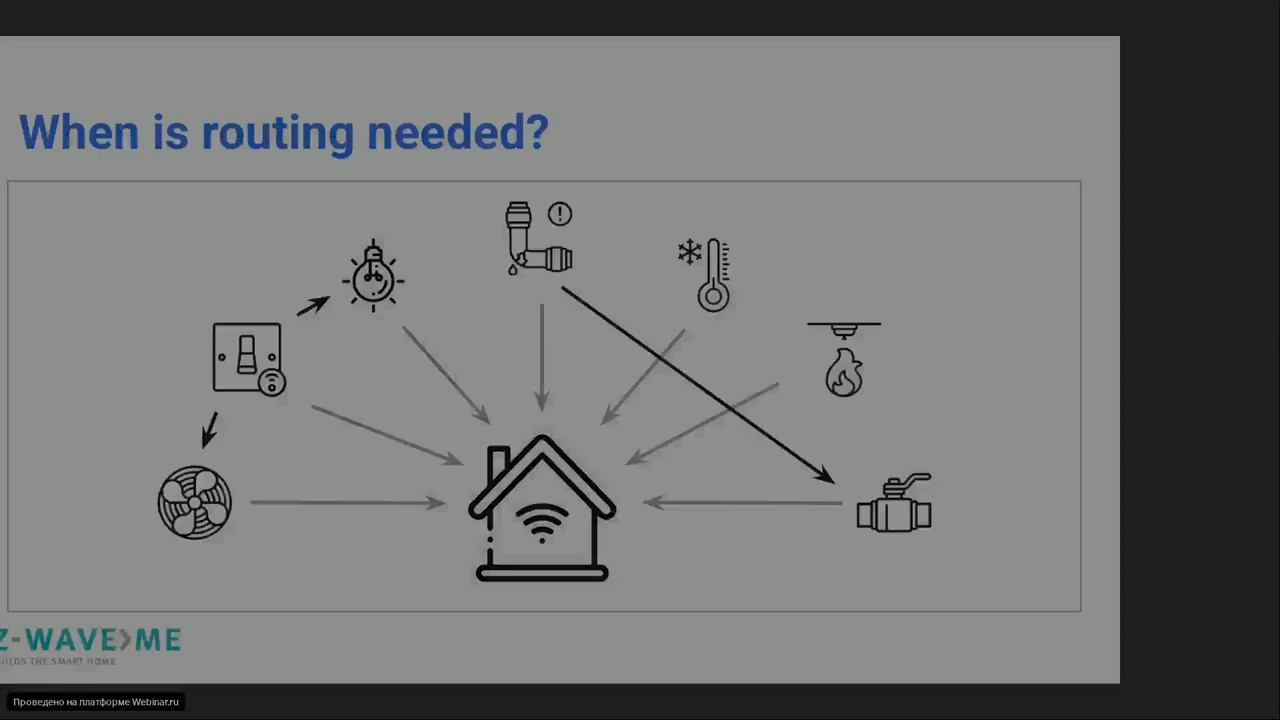 When is routing needed?
Z-WAVE>ME
UILDS THE SMART HOME
Проведено на платформе Webinar.ru